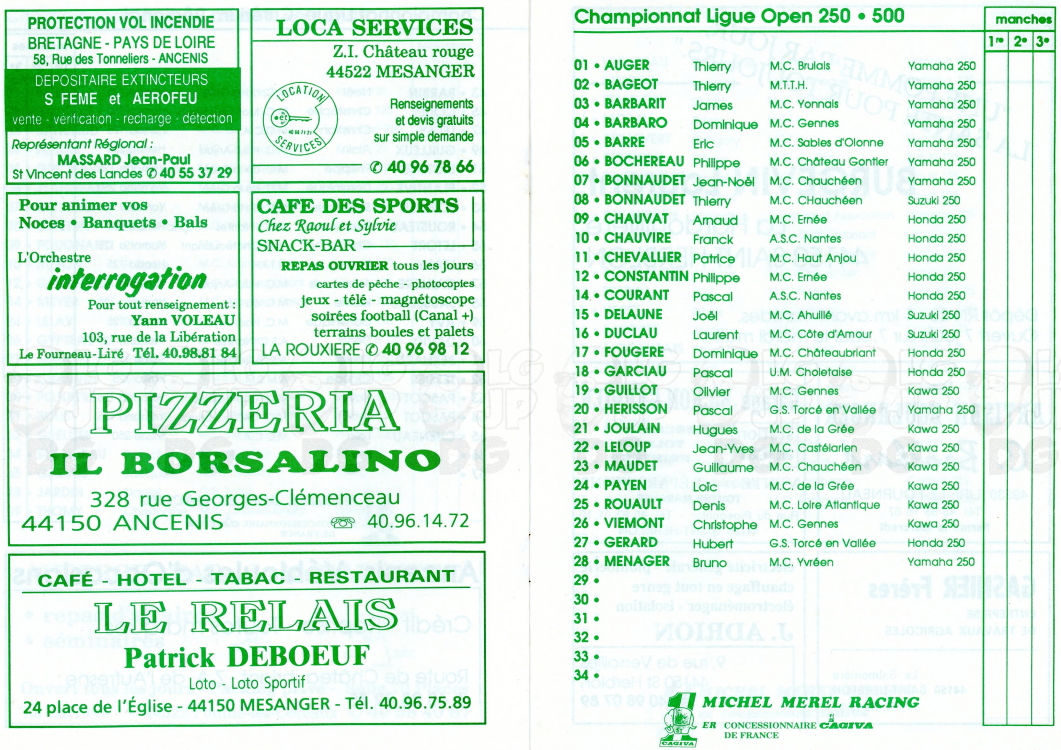 PROTECTION VOL INCENDIE
BRETAGNE - PAYS DE LOIRE
58, Rue des Tonneliers - ANCENIS
DEPOSITAIRE EXTINCTEURS
S FEME et AEROFEU
vente - vérification - recharge - détection
Représentant Régional :
MASSARD Jean-Paul
St Vincent des Landes ✆ 40 55 37 29
LOCA SERVICES
Z.I. Château rouge
44522 MESANGER
LOCATION
SERVICES
Renseignements
et devis gratuits
sur simple demande
✆ 40 96 78 66
Pour animer vos
Noces • Banquets • Bals
L'Orchestre
interrogation
Pour tout renseignement :
Yann VOLEAU
103, rue de la Libération
Le Fourneau-Liré Tél. 40.98.81 84
CAFE DES SPORTS
Chez Raoul et Sylvie
SNACK-BAR
REPAS OUVRIER tous les jours
cartes de pêche - photocopies
jeux - télé - magnétoscope
soirées football (Canal +)
terrains boules et palets
LA ROUXIERE ✆ 40 96 98 12
PIZZERIA
IL BORSALINO
328 rue Georges-Clémenceau
44150 ANCENIS ☏ 40.96.14.72
CAFÉ - HOTEL - TABAC - RESTAURANT
LE RELAIS
Patrick DEBOEUF
Loto - Loto Sportif
24 place de l'Église - 44150 MESANGER - Tél. 40.96.75.89
Championnat Ligue Open 250 • 500
manches
1re 2e 3e
01 • AUGER Thierry M.C. Brulais Yamaha 250
02 • BAGEOT Thierry M.T.T.H. Yamaha 250
03 • BARBARIT James M.C. Yonnais Yamaha 250
04 • BARBARO Dominique M.C. Gennes Yamaha 250
05 • BARRE Eric M.C. Sables d'Olonne Yamaha 250
06 • BOCHEREAU Philippe M.C. Château Gontier Yamaha 250
07 • BONNAUDET Jean-Noël M.C. Chauchéen Yamaha 250
08 • BONNAUDET Thierry M.C. CHauchéen Suzuki 250
09 • CHAUVAT Arnaud M.C. Ernée Honda 250
10 • CHAUVIRE Franck A.S.C. Nantes Honda 250
11 • CHEVALLIER Patrice M.C. Haut Anjou Honda 250
12 • CONSTANTIN Philippe M.C. Ernée Honda 250
14 • COURANT Pascal A.S.C. Nantes Honda 250
15 • DELAUNE Joël M.C. Ahuillé Suzuki 250
16 • DUCLAU Laurent M.C. Côte d'Amour Suzuki 250
17 • FOUGERE Dominique M.C. Châteaubriant Honda 250
18 • GARCIAU Pascal U.M. Choletaise Honda 250
19 • GUILLOT Olivier M.C. Gennes Kawa 250
20 • HERISSON Pascal G.S. Torcé en Vallée Yamaha 250
21 • JOULAIN Hugues M.C. de la Grée Kawa 250
22 • LELOUP Jean-Yves M.C. Castélrien Kawa 250
23 • MAUDET Guillaume M.C. Chauchéen Kawa 250
24 • PAYEN Loïc M.C. de la Grée Kawa 250
25 • ROUAULT Denis M.C. Loire Atlantique Kawa 250
26 • VIEMONT Christophe M.C. Gennes Kawa 250
27 • GERARD Hubert G.S. Torcé en Vallée Honda 250
28 • MENAGER Bruno M.C. Vyréen Yamaha 250
29 •
30 •
31 •
32 •
33 •
34 •
1
CAGIVA
MICHEL MEREL RACING
ER CONCESSIONNAIRE CAGIVA
DE FRANCE